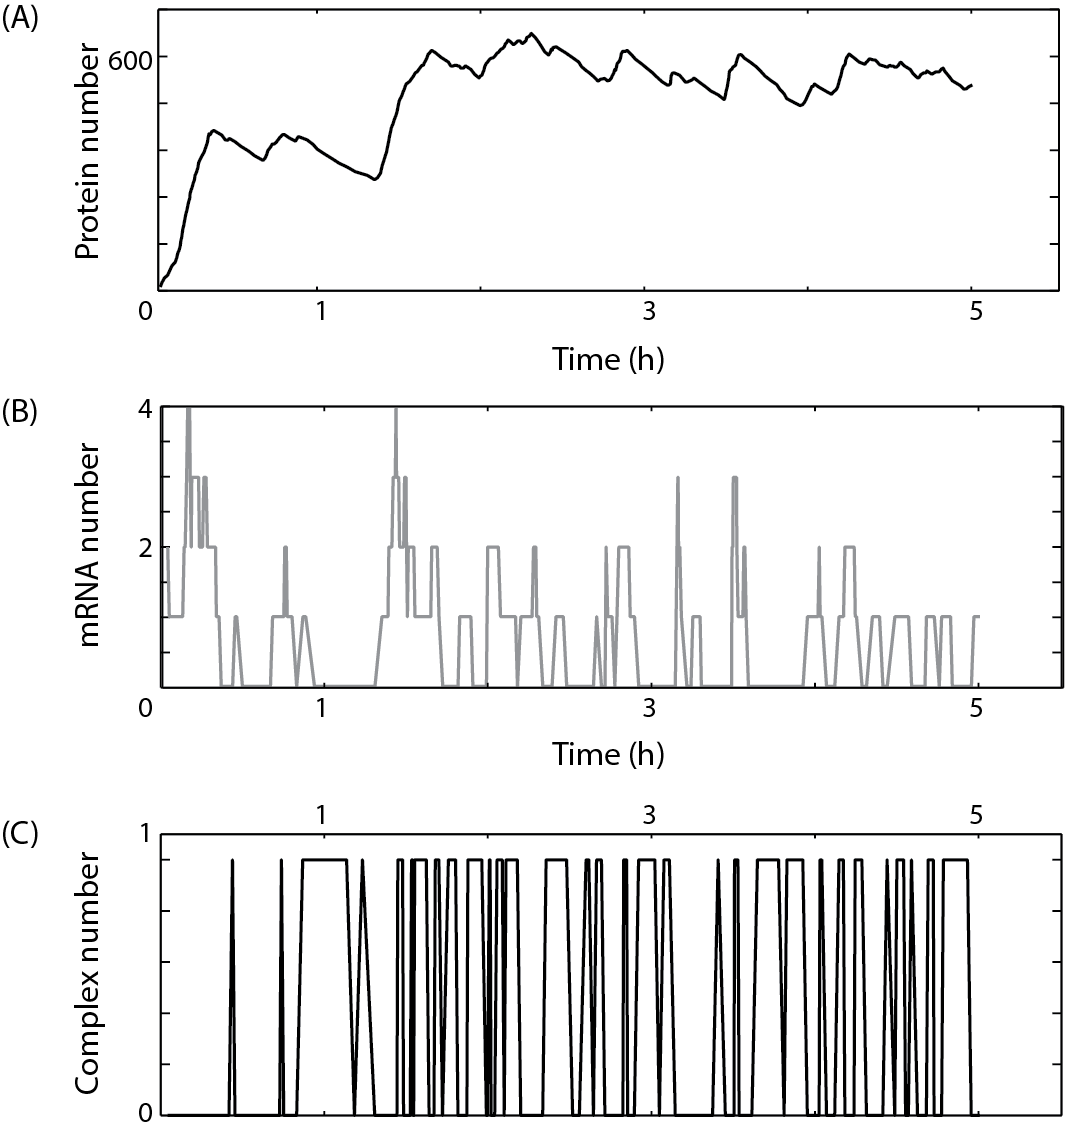 (A)
Protein number
600
0 1 3 5
Time (h)
(B)
mRNA number
4
2
0 1 3 5
Time (h)
1 3 5
(C)
Complex number
1
0